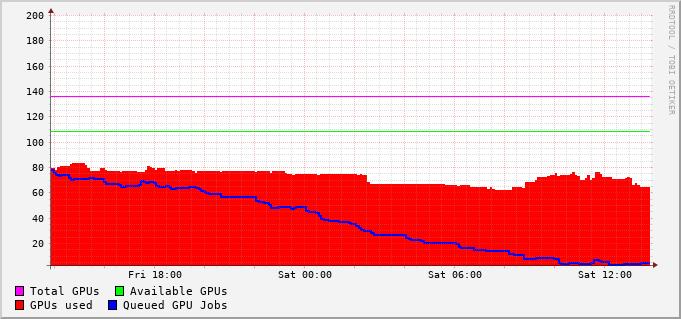 200
180
160
140
120
100
80
60
40
20
Fri 18:00 Sat 00:00 Sat 06:00 Sat 12:00
Total GPUs Available GPUs
GPUs used Queued GPU Jobs
RRDTOOL / TOBI OETIKER